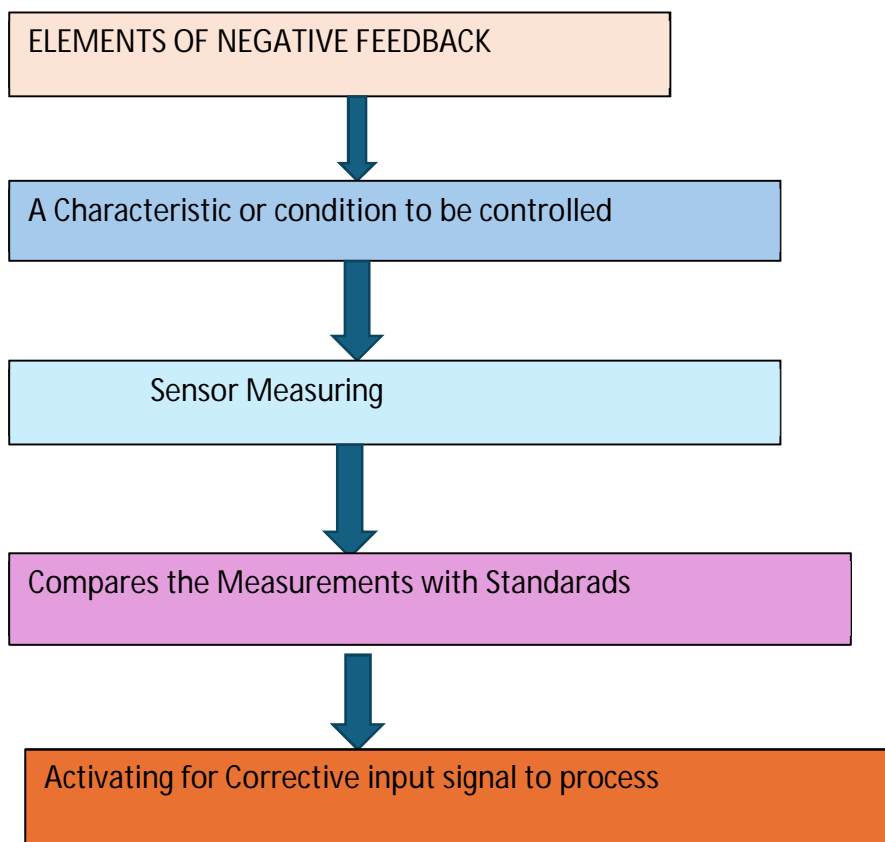 ELEMENTS OF NEGATIVE FEEDBACK
A Characteristic or condition to be controlled
Sensor Measuring
Compares the Measurements with Standarads
Activating for Corrective input signal to process